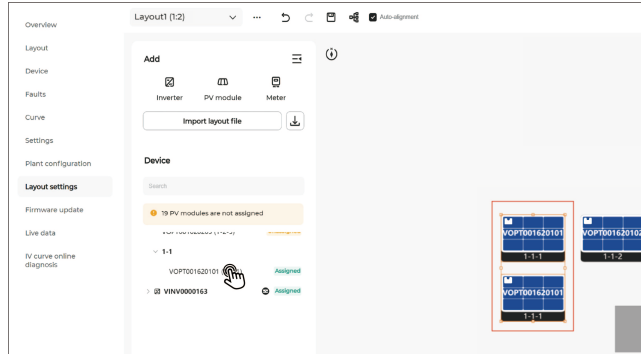 Overview
Layout
Device
Faults
Curve
Settings
Plant configuration
Layout settings
Firmware update
Live data
IV curve online
diagnosis
Layout1 (1:2)
Auto-alignment
Add
Inverter PV module Meter
Import layout file
Device
Search
19 PV modules are not assigned
1-1
VOPT001620101 Assigned
VINV0000163 Assigned
VOPT001620101
1-1-1
VOPT001620102
1-1-2
VOPT001620101
1-1-1